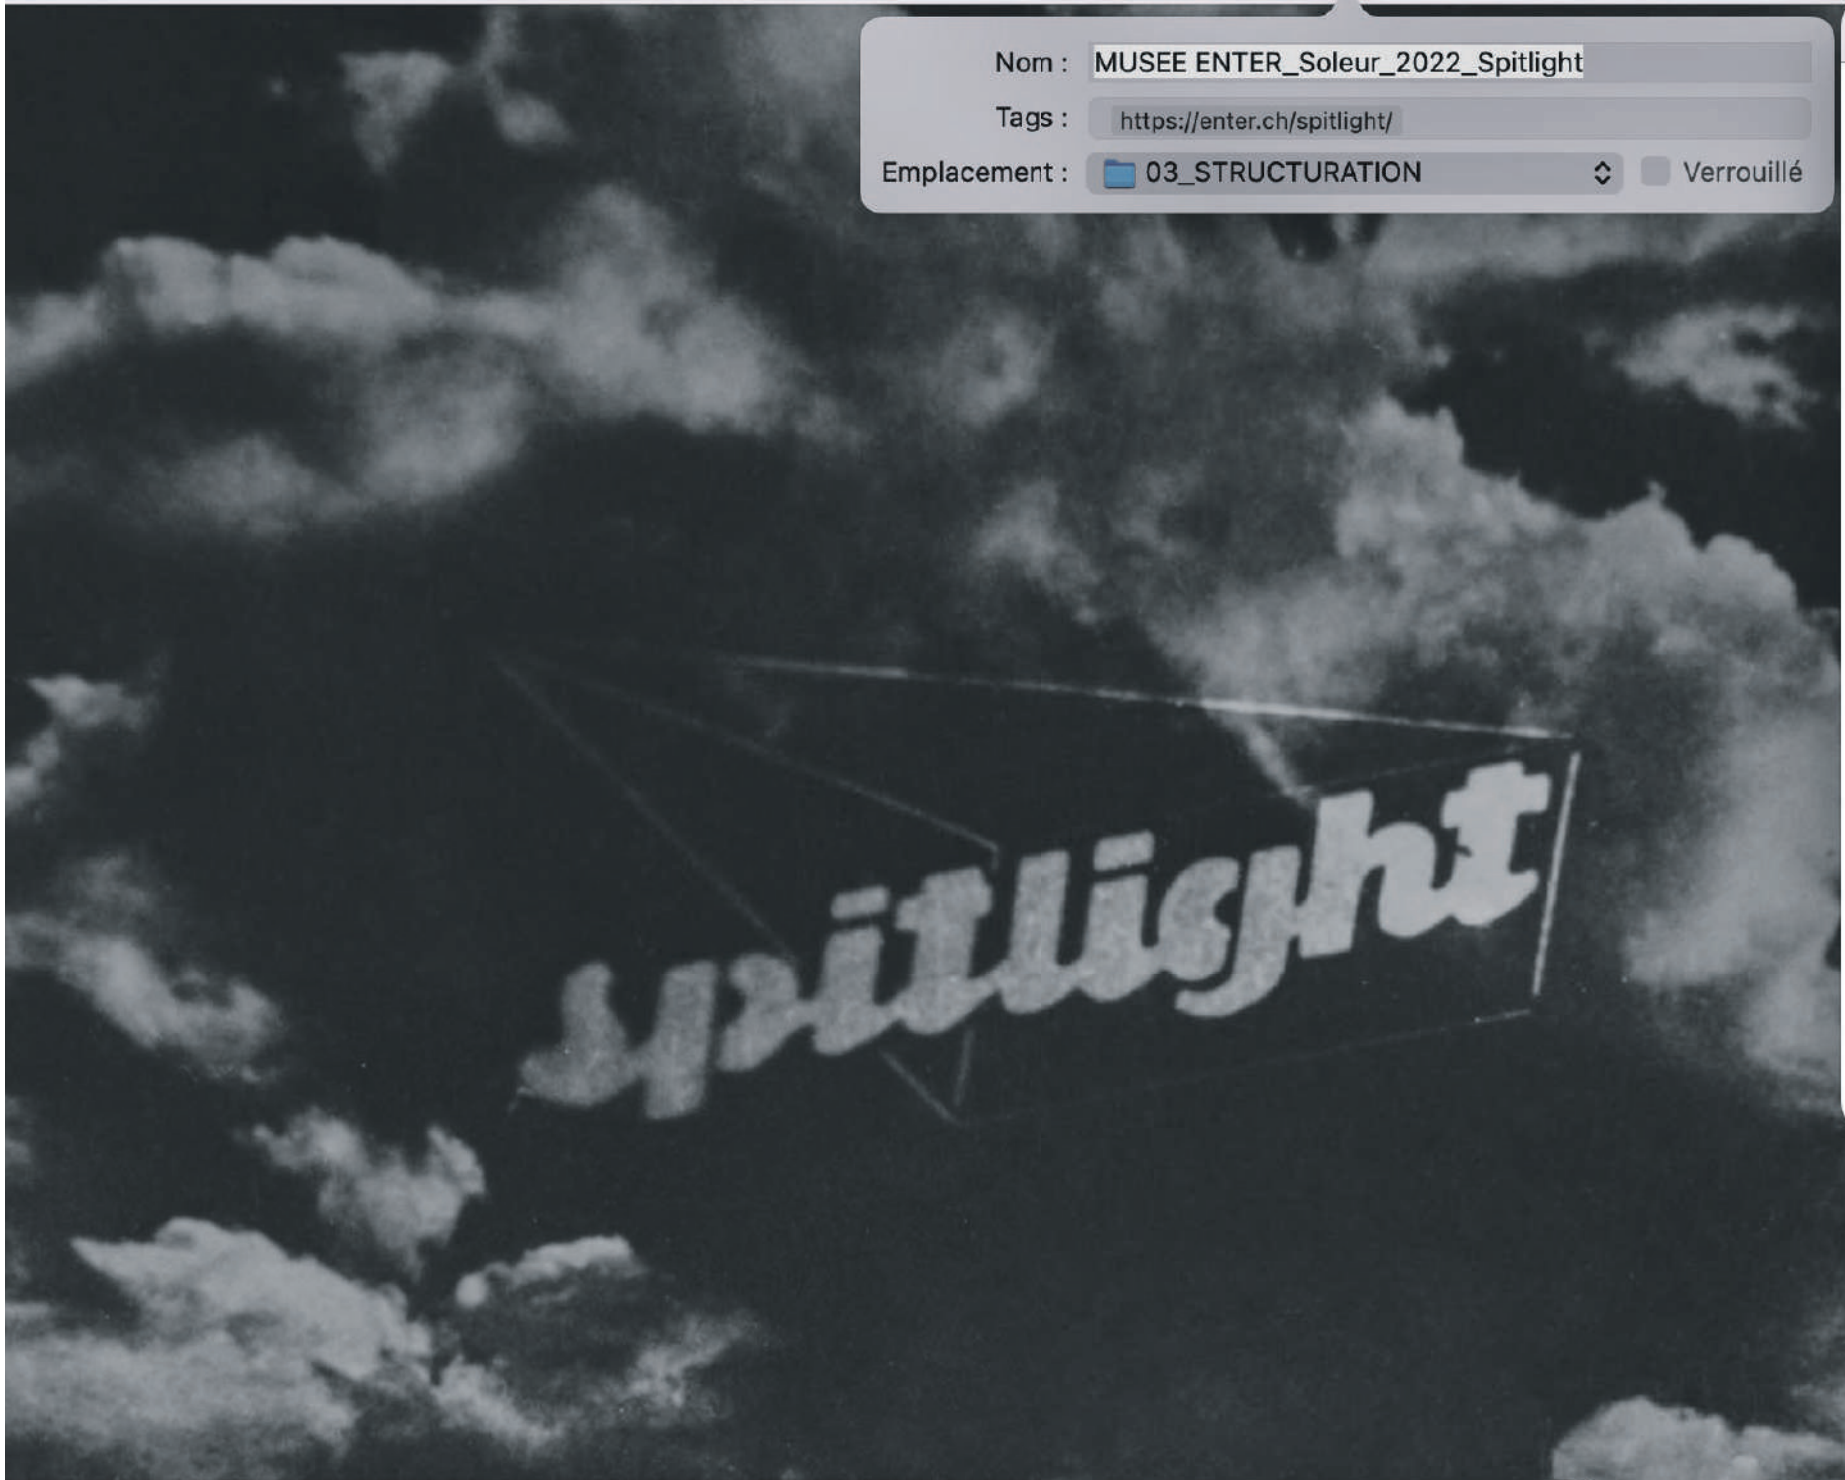 Nom : MUSEE ENTER_Soleur_2022_Spitlight
Tags : https://enter.ch/spitlight/
Emplacement : 03_STRUCTURATION Verrouillé
spitlight